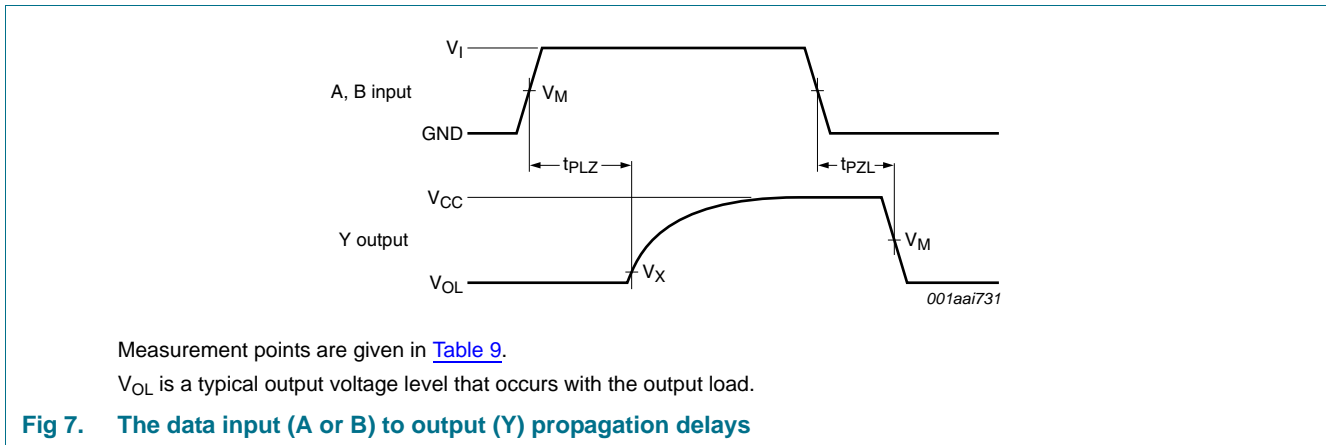 V_I
A, B input
V_M
GND
t_PLZ
t_PZL
V_CC
Y output
V_M
V_X
V_OL
001aai731
Measurement points are given in Table 9.
V_OL is a typical output voltage level that occurs with the output load.
Fig 7. The data input (A or B) to output (Y) propagation delays